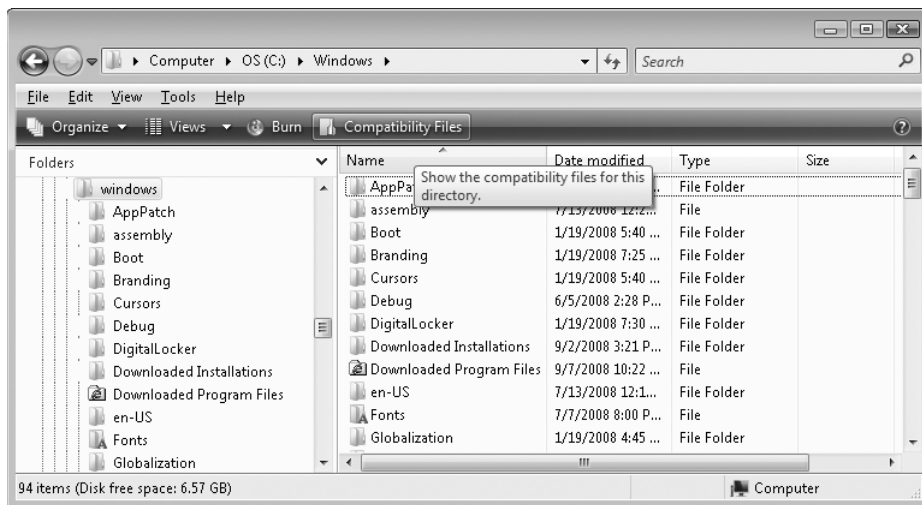 Computer OS (C:) Windows Search
File Edit View Tools Help
Organize Views Burn Compatibility Files
Folders Name Date modified Type Size
windows AppPa File Folder
Show the compatibility files for this
directory.
AppPatch assembly 7/13/2008 12:2... File
assembly Boot 1/19/2008 5:40 ... File Folder
Boot Branding 1/19/2008 7:25 ... File Folder
Branding Cursors 1/19/2008 5:40 ... File Folder
Cursors Debug 6/5/2008 2:28 P... File Folder
Debug DigitalLocker 1/19/2008 7:30 ... File Folder
DigitalLocker Downloaded Installations 9/2/2008 3:21 P... File Folder
Downloaded Installations Downloaded Program Files 9/7/2008 10:22 ... File
Downloaded Program Files en-US 7/13/2008 12:1... File Folder
en-US Fonts 7/7/2008 8:00 P... File
Fonts Globalization 1/19/2008 4:45 ... File Folder
Globalization
94 items (Disk free space: 6.57 GB) Computer